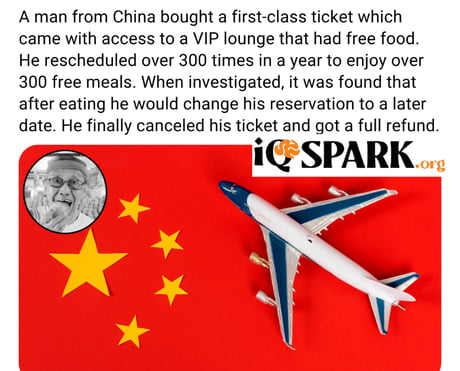 A man from China bought a first-class ticket which
came with access to a VIP lounge that had free food.
He rescheduled over 300 times in a year to enjoy over
300 free meals. When investigated, it was found that
after eating he would change his reservation to a later
date. He finally canceled his ticket and got a full refund.
iQ SPARK.org